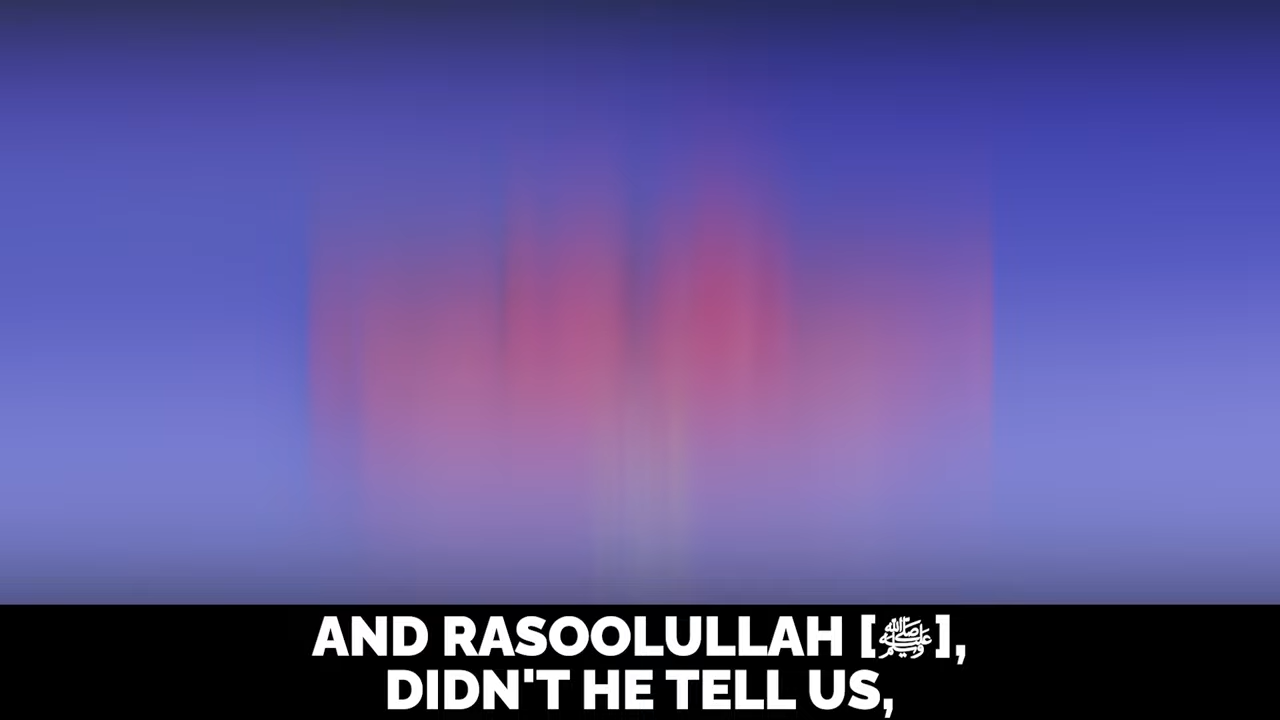 AND RASOOLULLAH [ﷺ],
DIDN'T HE TELL US,